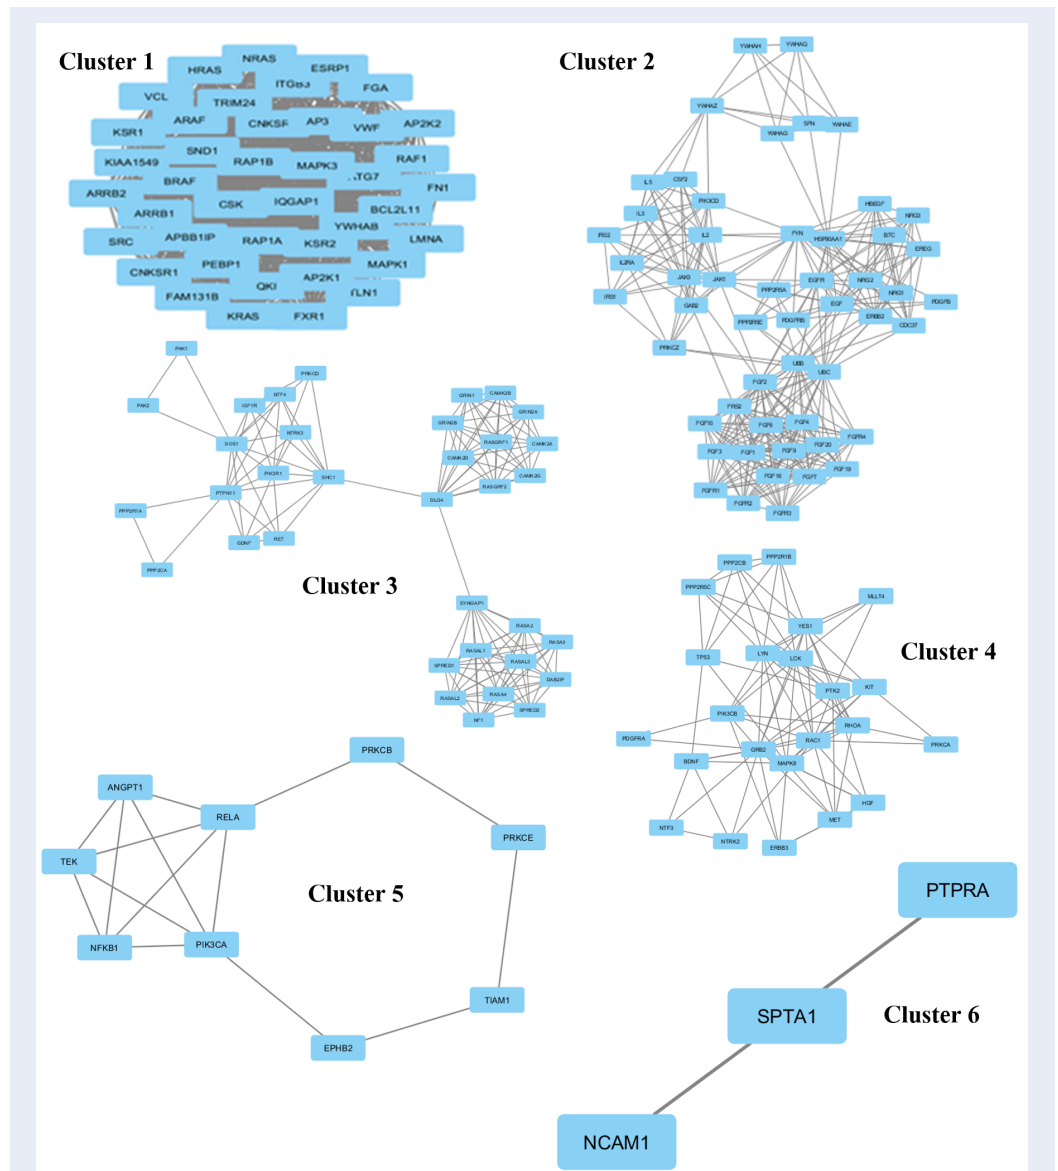 Cluster 1
NRAS
HRAS
ESRP1
ITGB3
VCL
FGA
TRIM24
ARAF
CNKSF
AP3
VWF
AP2K2
KSR1
SND1
KIAA1549
RAP1B
MAPK3
RAF1
ATG7
BRAF
ARRB2
FN1
CSK
IQGAP1
BCL2L11
ARRB1
YWHAB
SRC
APBB1IP
RAP1A
KSR2
LMNA
CNKSR1
PEBP1
MAPK1
AP2K1
QKI
FAM131B
TLN1
KRAS
FXR1
Cluster 2
YWHAH
YWHAQ
YWHAZ
SFN
YWHAE
YWHAG
IL5
CSF2
PIK3CD
IL3
IRS2
IL2
IL2RA
JAK3
JAK1
IRS1
GAB2
PRKCZ
FYN
HSP90AA1
HBEGF
NRG3
BTC
EREG
EGFR
NRG2
NRG1
PPP2R5A
EGF
PDGFB
ERBB2
CDC37
PPP2R5E
PDGFRB
UBB
UBC
FGF2
FRS2
FGF10
FGF6
FGF4
FGFR4
FGF3
FGF1
FGF9
FGF20
FGF16
FGF7
FGF19
FGFR1
FGFR2
FGFR3
PAK1
PRKCD
NTF4
PAK2
IGF1R
NTRK3
SOS1
PIK3R1
SHC1
PTPN11
PPP2R1A
GDNF
RET
PPP2CA
GRIN1
CAMK2B
GRIN2A
GRIN2B
RASGRF1
CAMK2A
CAMK2D
CAMK2G
RASGRF2
DLG4
Cluster 3
SYNGAP1
RASA2
RASA3
RASAL1
SPRED1
RASAL3
DAB2IP
RASAL2
RASA4
SPRED2
NF1
PPP2CB
PPP2R1B
PPP2R5C
MLLT4
YES1
Cluster 4
TP53
LYN
LCK
PTK2
KIT
PIK3CB
RHOA
PDGFRA
RAC1
PRKCA
GRB2
BDNF
MAPK8
HGF
NTF3
MET
NTRK2
ERBB3
PRKCB
ANGPT1
RELA
PRKCE
TEK
Cluster 5
NFKB1
PIK3CA
TIAM1
EPHB2
PTPRA
SPTA1
Cluster 6
NCAM1